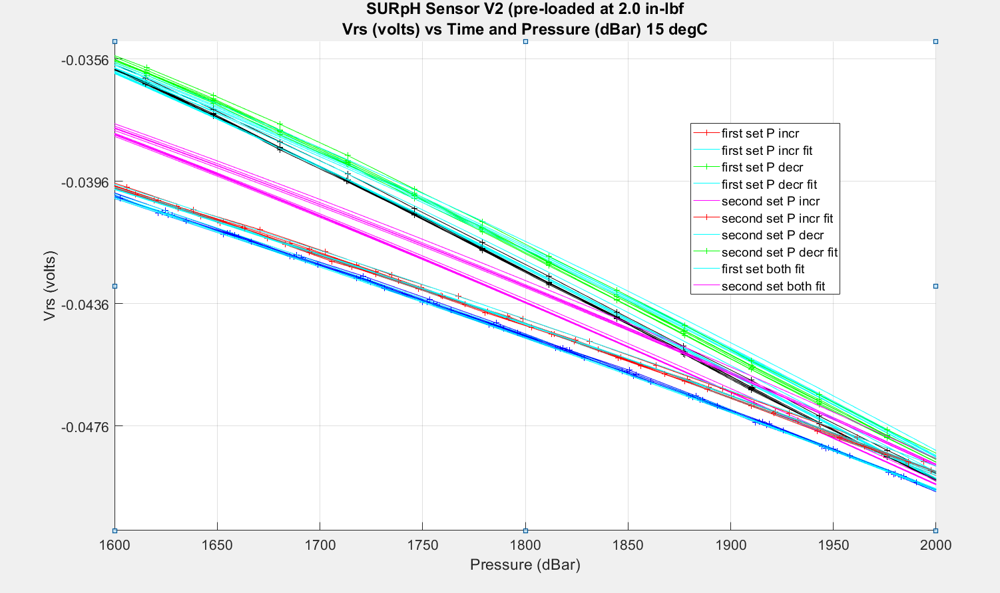 SURpH Sensor V2 (pre-loaded at 2.0 in-lbf
Vrs (volts) vs Time and Pressure (dBar) 15 degC
-0.0356
-0.0396
-0.0436
-0.0476
Vrs (volts)
first set P incr
first set P incr fit
first set P decr
first set P decr fit
second set P incr
second set P incr fit
second set P decr
second set P decr fit
first set both fit
second set both fit
1600 1650 1700 1750 1800 1850 1900 1950 2000
Pressure (dBar)